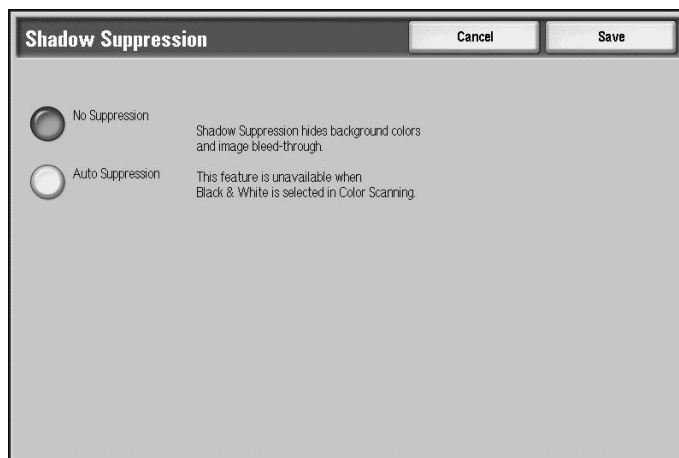 Shadow Suppression
Cancel
Save
No Suppression
Shadow Suppression hides background colors
and image bleed-through.
Auto Suppression
This feature is unavailable when
Black & White is selected in Color Scanning.